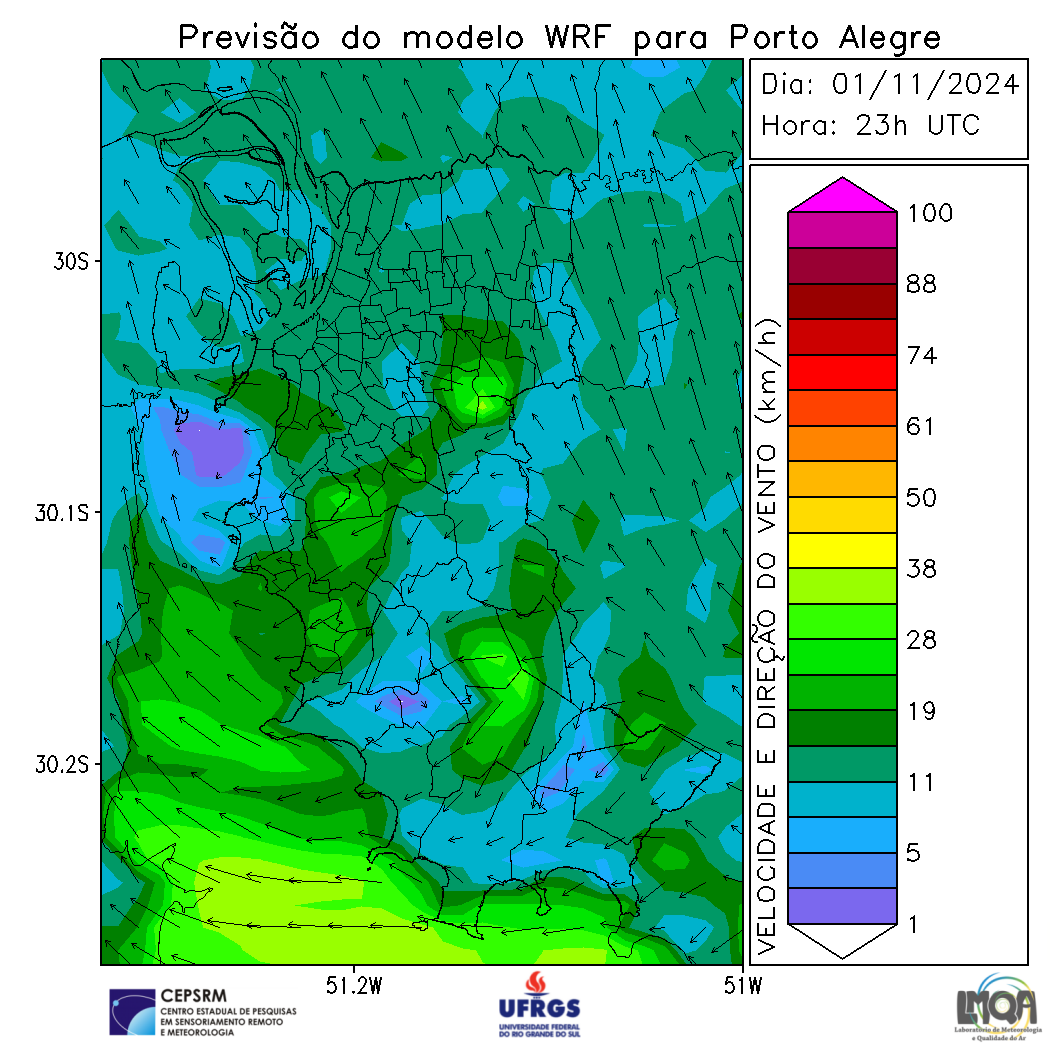 Previsão do modelo WRF para Porto Alegre
Dia: 01/11/2024
Hora: 23h UTC
30S
30.1S
30.2S
51.2W
51W
VELOCIDADE E DIREÇÃO DO VENTO (km/h)
100
88
74
61
50
38
28
19
11
5
1
CEPSRM
CENTRO ESTADUAL DE PESQUISAS
EM SENSORIAMENTO REMOTO
E METEOROLOGIA
UFRGS
UNIVERSIDADE FEDERAL
DO RIO GRANDE DO SUL
LMQA
Laboratório de Meteorologia
e Qualidade do Ar